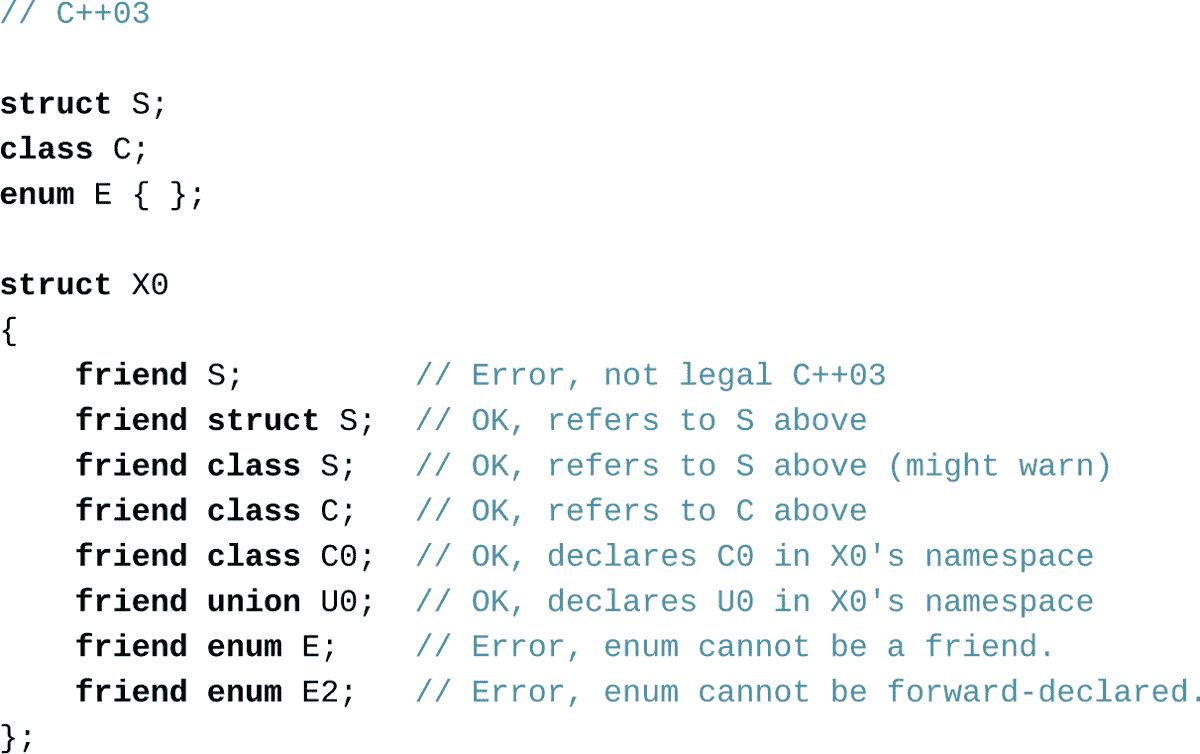 // C++03
struct S;
class C;
enum E { };
struct X0
{
    friend S;         // Error, not legal C++03
    friend struct S;  // OK, refers to S above
    friend class S;   // OK, refers to S above (might warn)
    friend class C;   // OK, refers to C above
    friend class C0;  // OK, declares C0 in X0's namespace
    friend union U0;  // OK, declares U0 in X0's namespace
    friend enum E;    // Error, enum cannot be a friend.
    friend enum E2;   // Error, enum cannot be forward-declared.
};